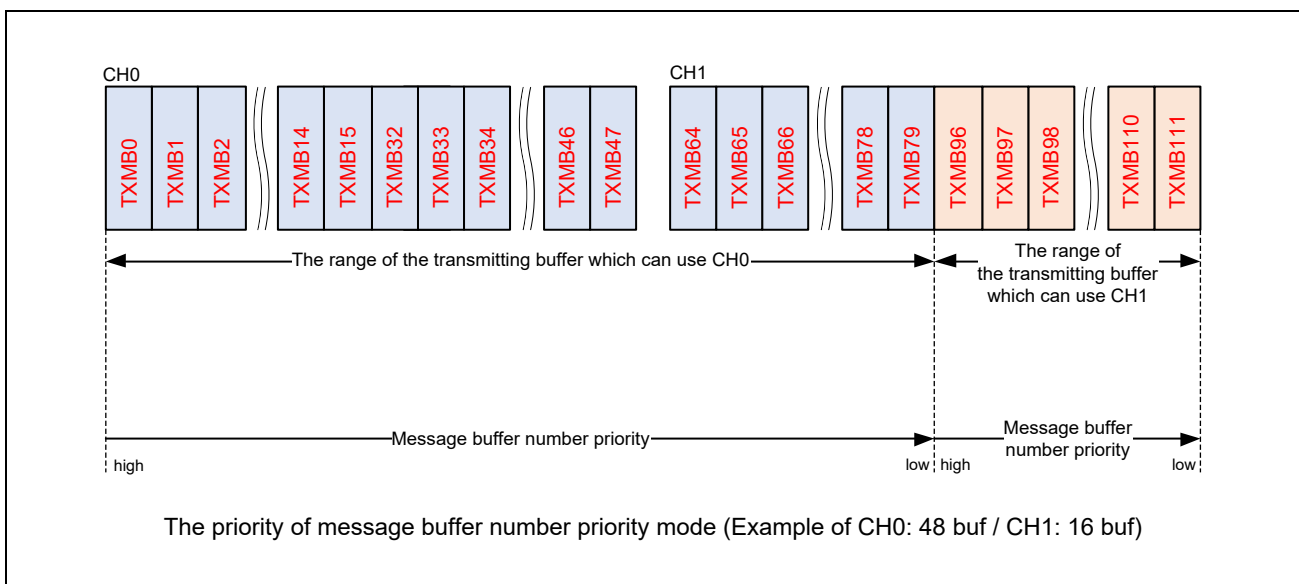 CH0
CH1
TXMB0
TXMB1
TXMB2
TXMB14
TXMB15
TXMB32
TXMB33
TXMB34
TXMB46
TXMB47
TXMB64
TXMB65
TXMB66
TXMB78
TXMB79
TXMB96
TXMB97
TXMB98
TXMB110
TXMB111
The range of the transmitting buffer which can use CH0
The range of
the transmitting buffer
which can use CH1
Message buffer number priority
Message buffer
number priority
high
low
high
low
The priority of message buffer number priority mode (Example of CH0: 48 buf / CH1: 16 buf)